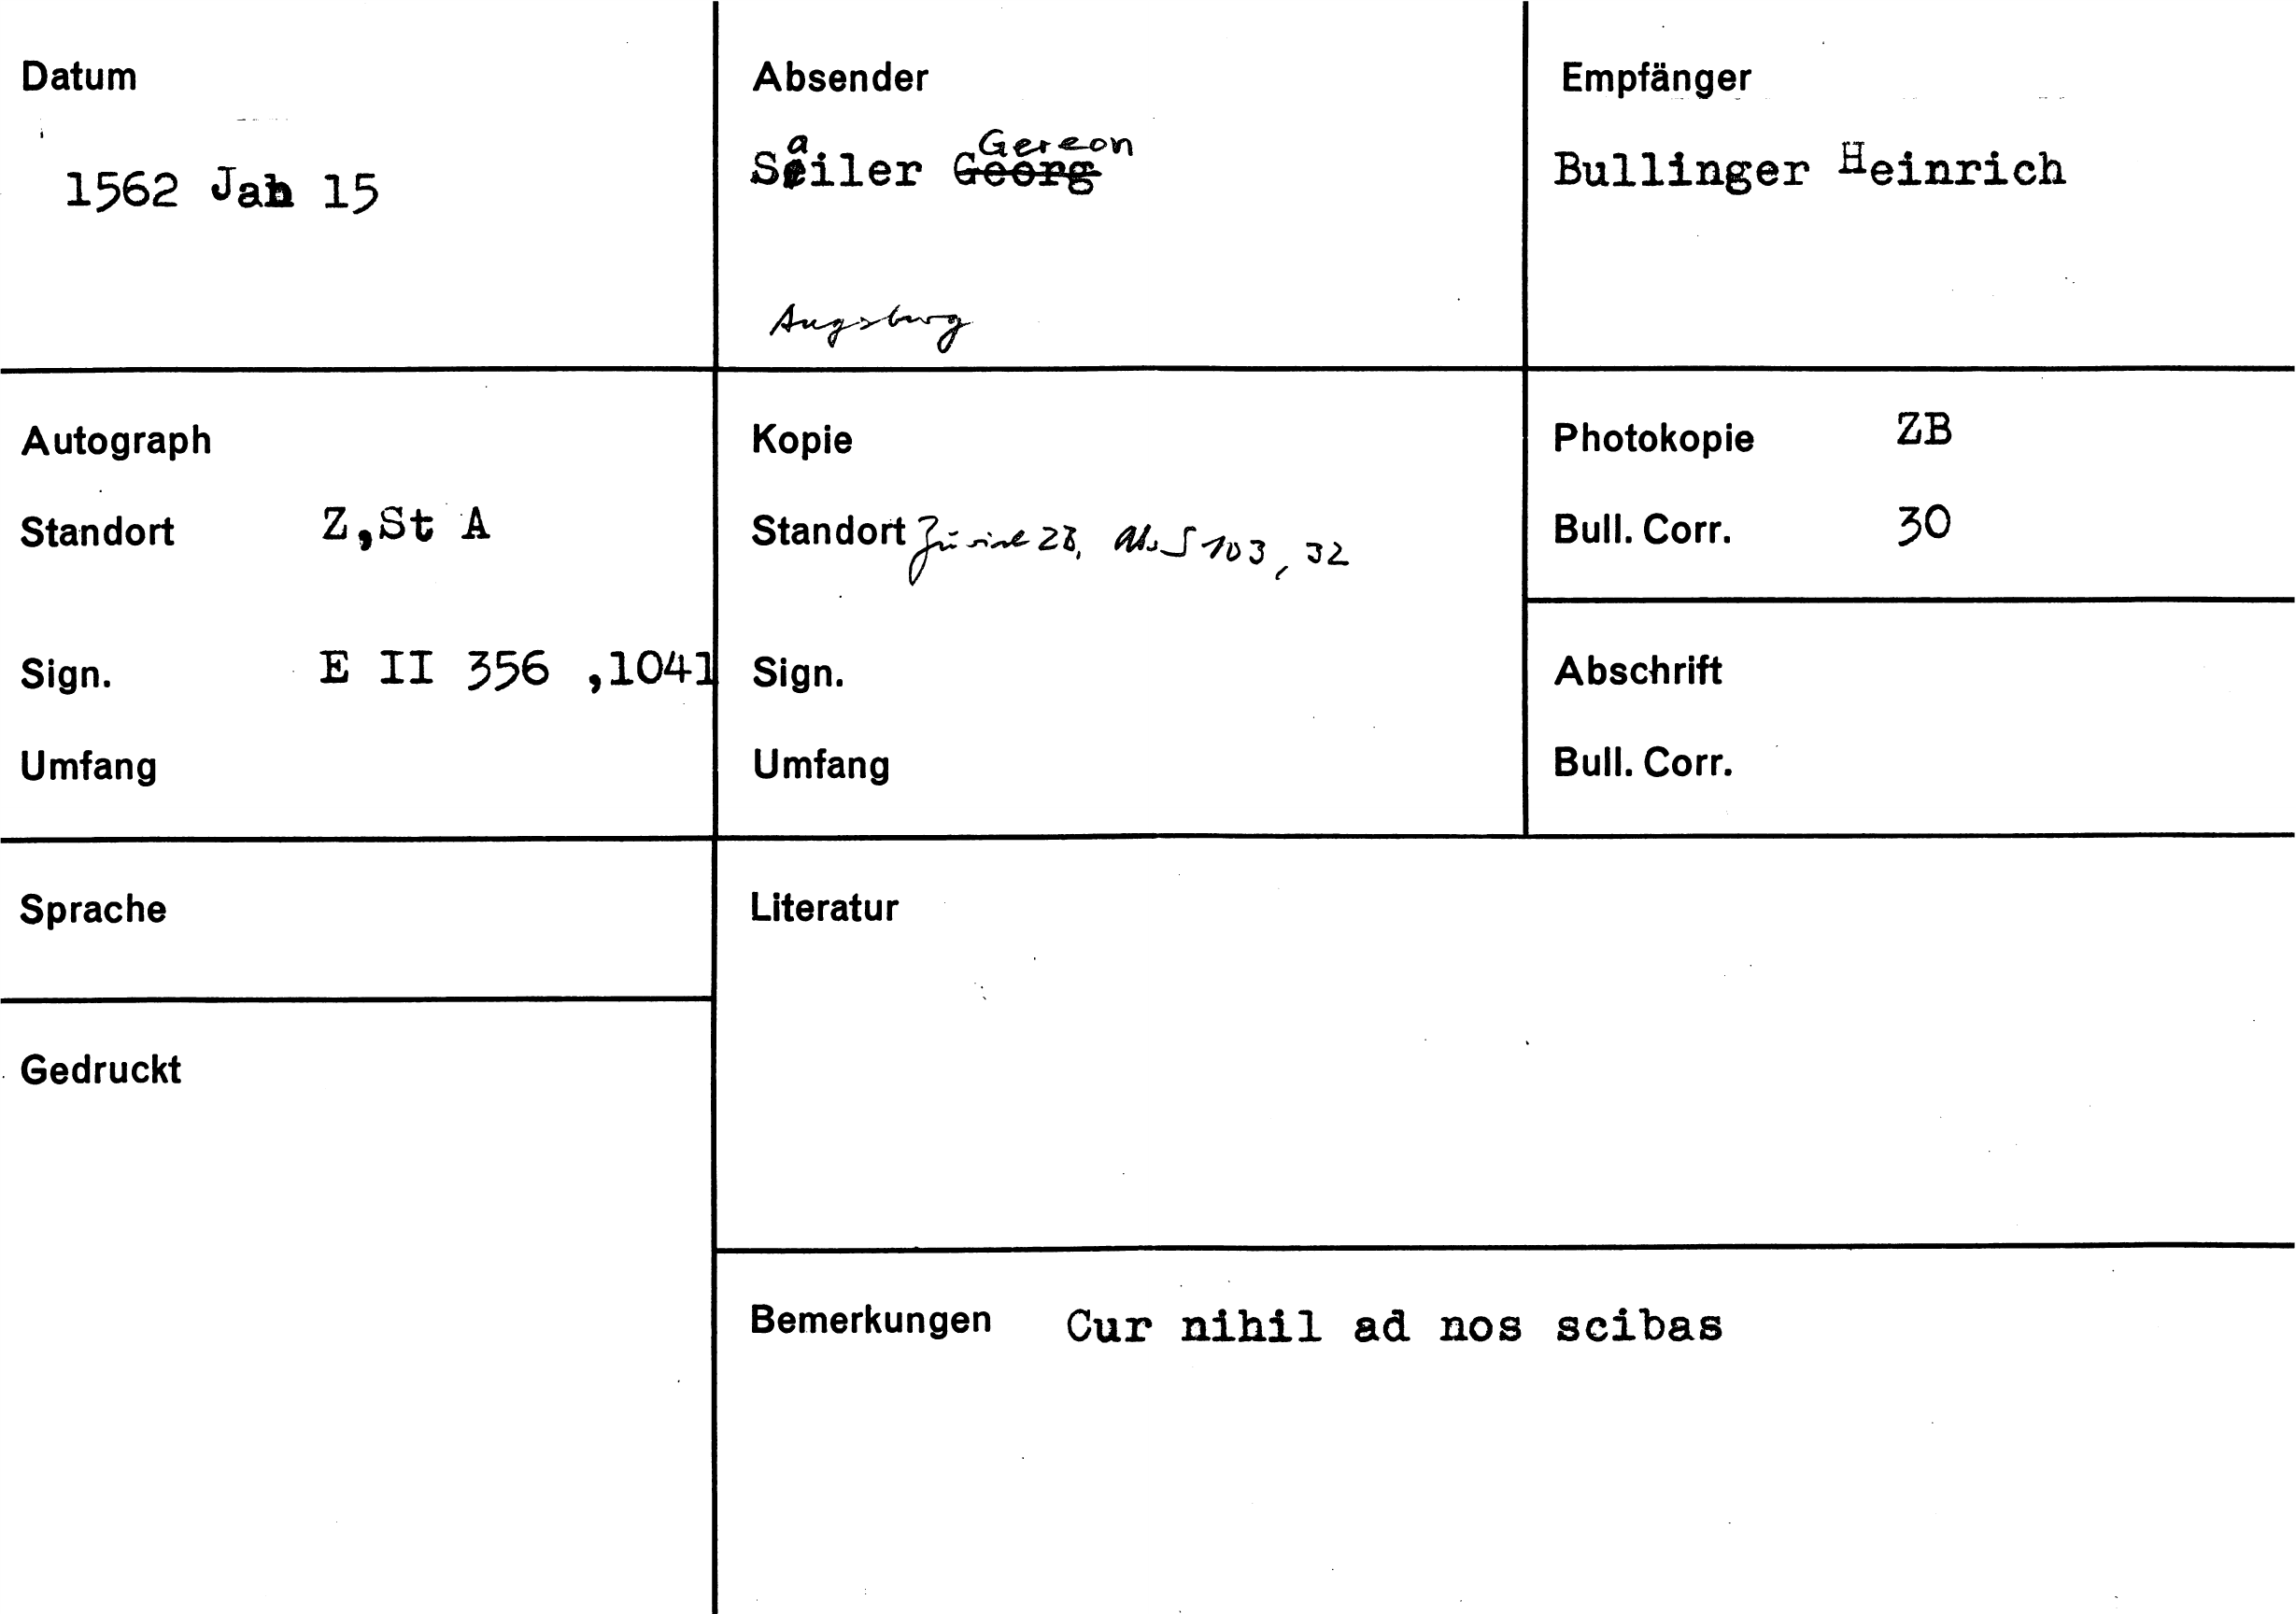 Datum
1562 Jan 15
Absender
Sailer Gereon
Georg
Augsburg
Empfänger
Bullinger Heinrich
Autograph
Standort Z,St A
Sign. E II 356 ,1041
Umfang
Kopie
Standort Zürich ZB, Ms S 103, 32
Sign.
Umfang
Photokopie ZB
Bull. Corr. 30
Abschrift
Bull. Corr.
Sprache
Gedruckt
Literatur
Bemerkungen Cur nihil ad nos scibas